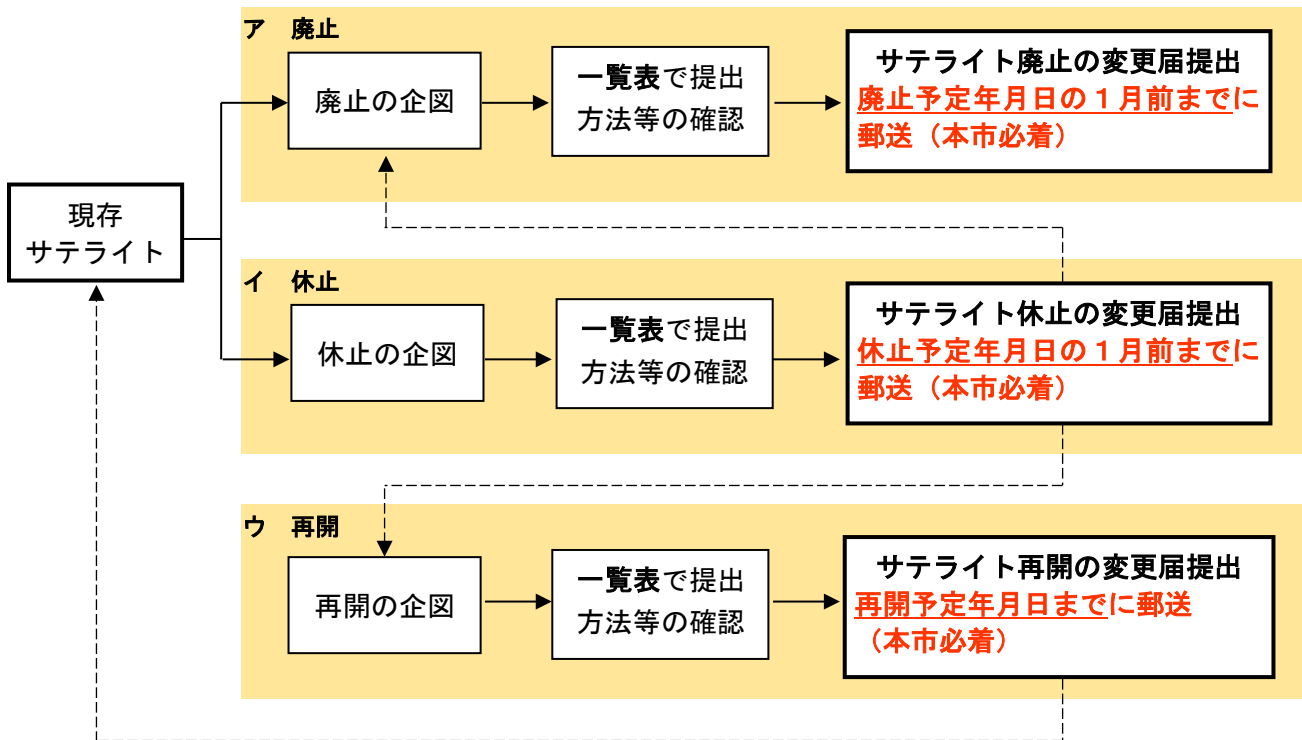 ア　廃止
廃止の企図
一覧表で提出
方法等の確認
サテライト廃止の変更届提出
廃止予定年月日の１月前までに
郵送（本市必着）
現存
サテライト
イ　休止
休止の企図
一覧表で提出
方法等の確認
サテライト休止の変更届提出
休止予定年月日の１月前までに
郵送（本市必着）
ウ　再開
再開の企図
一覧表で提出
方法等の確認
サテライト再開の変更届提出
再開予定年月日までに郵送
（本市必着）